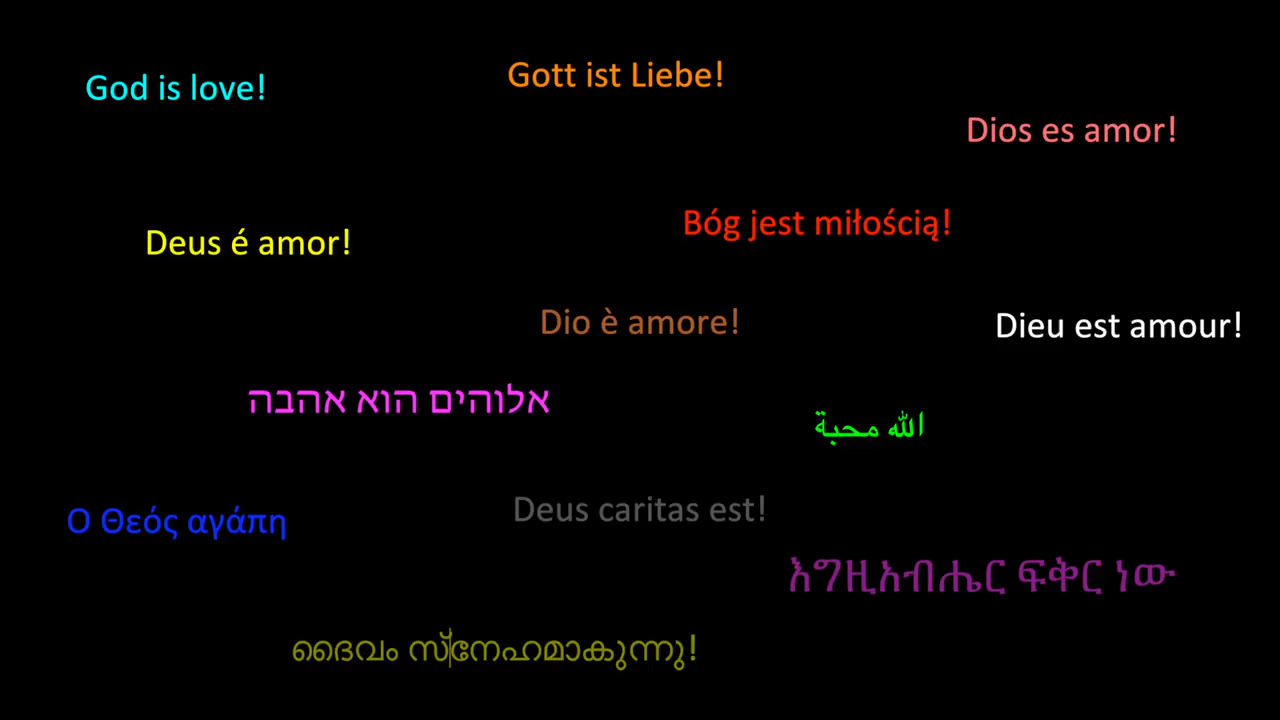 God is love!
Gott ist Liebe!
Dios es amor!
Deus é amor!
Bóg jest miłością!
Dio è amore!
Dieu est amour!
אלוהים הוא אהבה
الله محبة
Ο Θεός αγάπη
Deus caritas est!
እግዚአብሔር ፍቅር ነው
ദൈവം സ്നേഹമാകുന്നു!